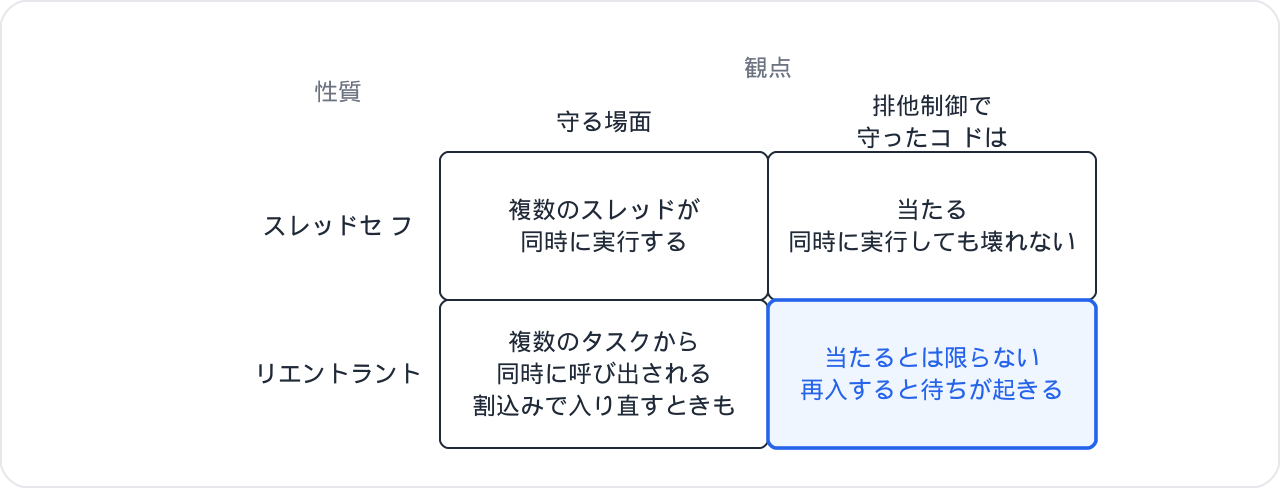 観点
性質
守る場面
排他制御で
守ったコ ドは
スレッドセ フ
複数のスレッドが
同時に実行する
当たる
同時に実行しても壊れない
リエントラント
複数のタスクから
同時に呼び出される
割込みで入り直すときも
当たるとは限らない
再入すると待ちが起きる